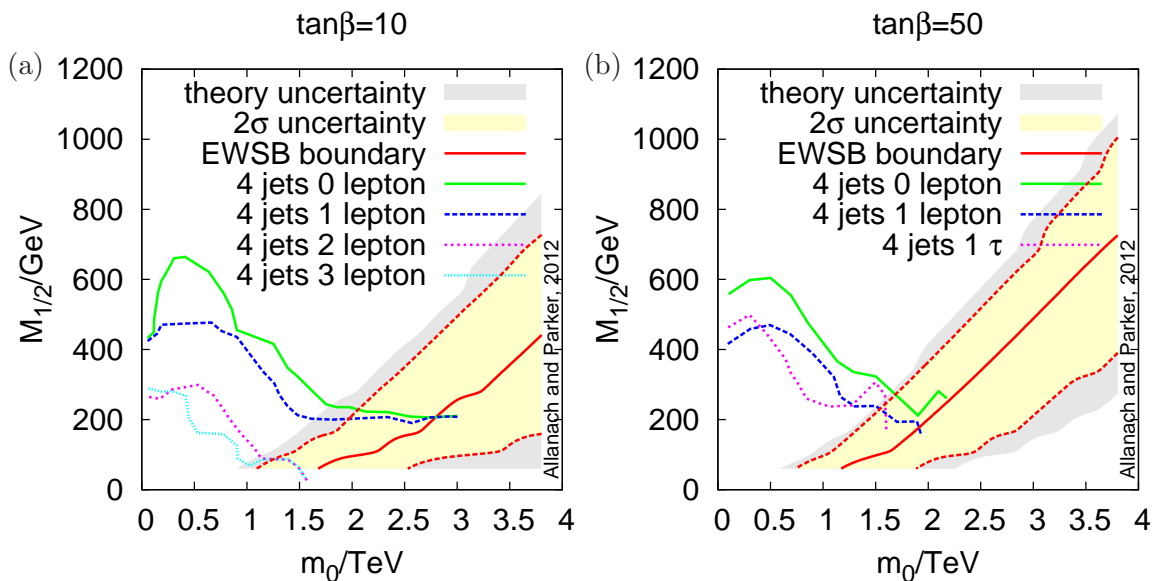 tanβ=10
(a)
1200
1000
800
600
400
200
0
M1/2/GeV
theory uncertainty
2σ uncertainty
EWSB boundary
4 jets 0 lepton
4 jets 1 lepton
4 jets 2 lepton
4 jets 3 lepton
Allanach and Parker, 2012
0 0.5 1 1.5 2 2.5 3 3.5 4
m0/TeV
tanβ=50
(b)
1200
1000
800
600
400
200
0
M1/2/GeV
theory uncertainty
2σ uncertainty
EWSB boundary
4 jets 0 lepton
4 jets 1 lepton
4 jets 1 τ
Allanach and Parker, 2012
0 0.5 1 1.5 2 2.5 3 3.5 4
m0/TeV